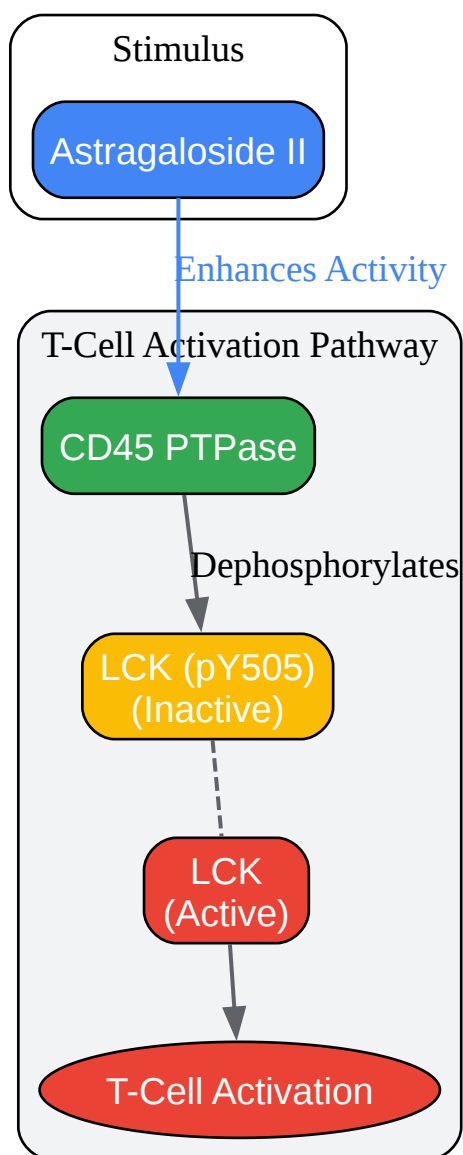 Stimulus
Astragaloside II
Enhances Activity
T-Cell Activation Pathway
CD45 PTPase
Dephosphorylates
LCK (pY505)
(Inactive)
LCK
(Active)
T-Cell Activation